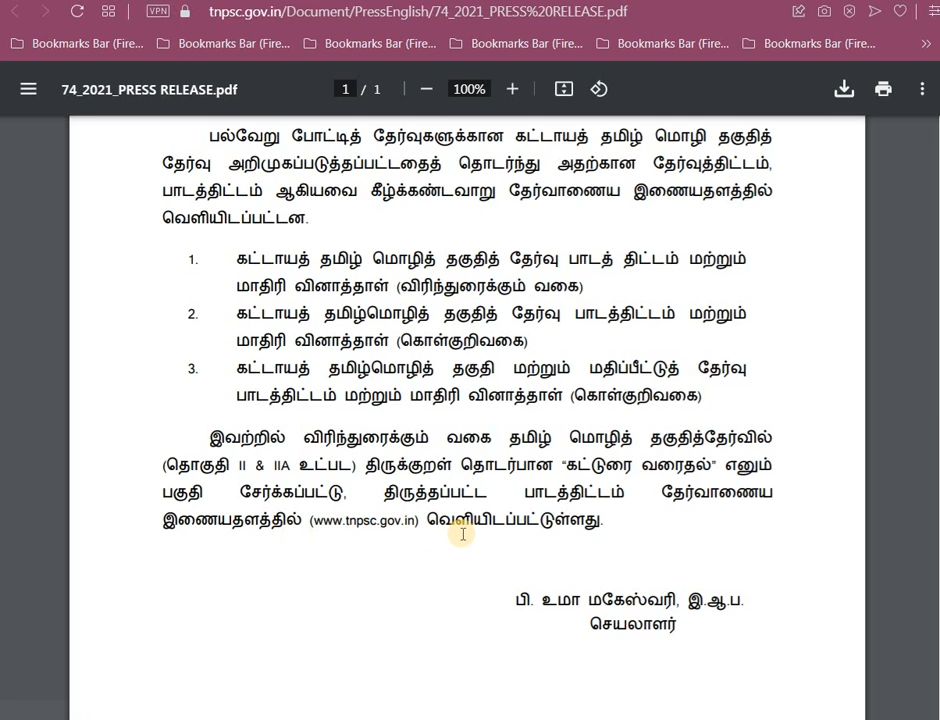 VPN tnpsc.gov.in/Document/PressEnglish/74_2021_PRESS%20RELEASE.pdf
Bookmarks Bar (Fire... Bookmarks Bar (Fire... Bookmarks Bar (Fire... Bookmarks Bar (Fire... Bookmarks Bar (Fire... Bookmarks Bar (Fire...
74_2021_PRESS RELEASE.pdf 1 / 1 100%
பல்வேறு போட்டித் தேர்வுகளுக்கான கட்டாயத் தமிழ் மொழி தகுதித்
தேர்வு அறிமுகப்படுத்தப்பட்டதைத் தொடர்ந்து அதற்கான தேர்வுத்திட்டம்,
பாடத்திட்டம் ஆகியவை கீழ்க்கண்டவாறு தேர்வாணைய இணையதளத்தில்
வெளியிடப்பட்டன.
1. கட்டாயத் தமிழ் மொழித் தகுதித் தேர்வு பாடத் திட்டம் மற்றும்
மாதிரி வினாத்தாள் (விரிந்துரைக்கும் வகை)
2. கட்டாயத் தமிழ்மொழித் தகுதித் தேர்வு பாடத்திட்டம் மற்றும்
மாதிரி வினாத்தாள் (கொள்குறிவகை)
3. கட்டாயத் தமிழ்மொழித் தகுதி மற்றும் மதிப்பீட்டுத் தேர்வு
பாடத்திட்டம் மற்றும் மாதிரி வினாத்தாள் (கொள்குறிவகை)
இவற்றில் விரிந்துரைக்கும் வகை தமிழ் மொழித் தகுதித்தேர்வில்
(தொகுதி II & IIA உட்பட) திருக்குறள் தொடர்பான “கட்டுரை வரைதல்” எனும்
பகுதி சேர்க்கப்பட்டு, திருத்தப்பட்ட பாடத்திட்டம் தேர்வாணைய
இணையதளத்தில் (www.tnpsc.gov.in) வெளியிடப்பட்டுள்ளது.
பி. உமா மகேஸ்வரி, இ.ஆ.ப.
செயலாளர்